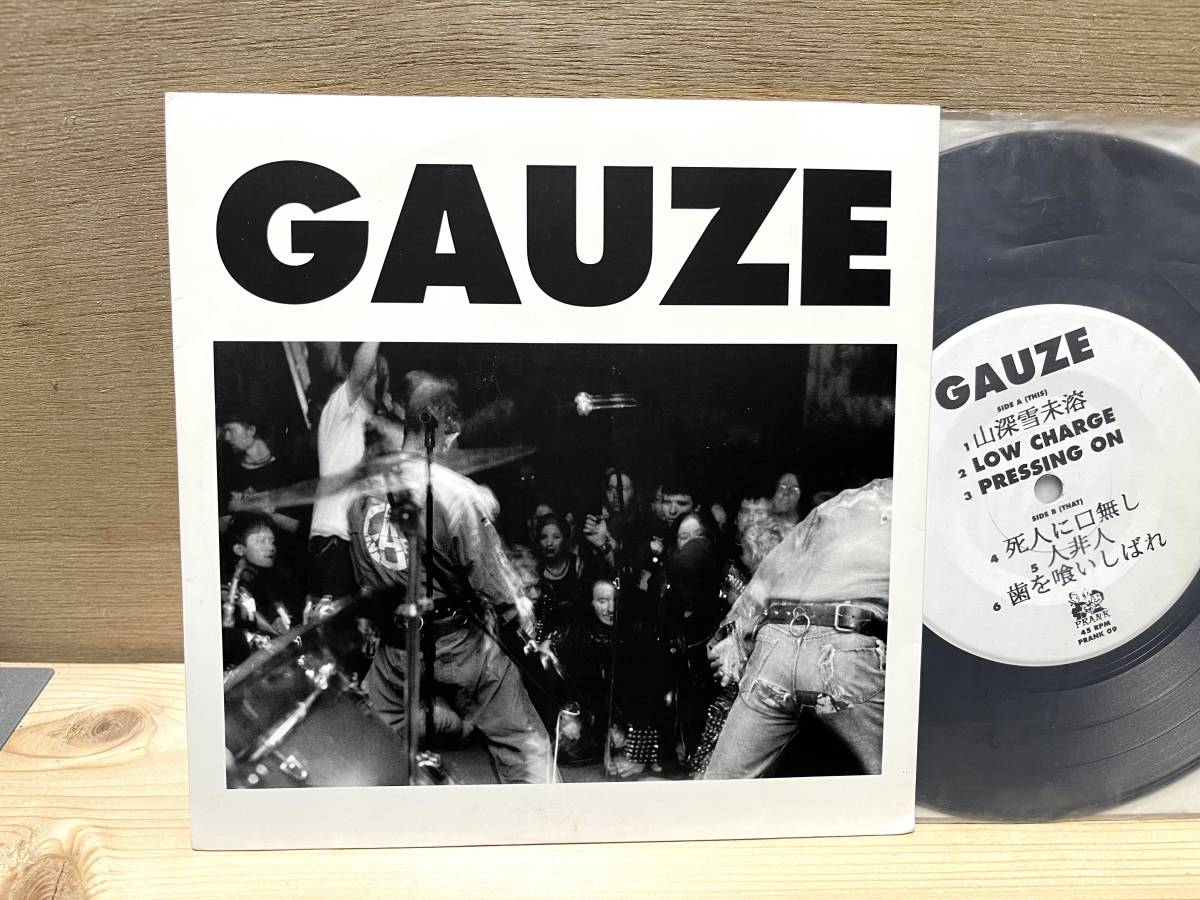 GAUZE
GAUZE
SIDE A (THIS)
1 山深雪未溶
2 LOW CHARGE
3 PRESSING ON
SIDE B (THAT)
4 死人に口無し
5 人非人
6 歯を喰いしばれ
PRANK
45 RPM
PRANK 09